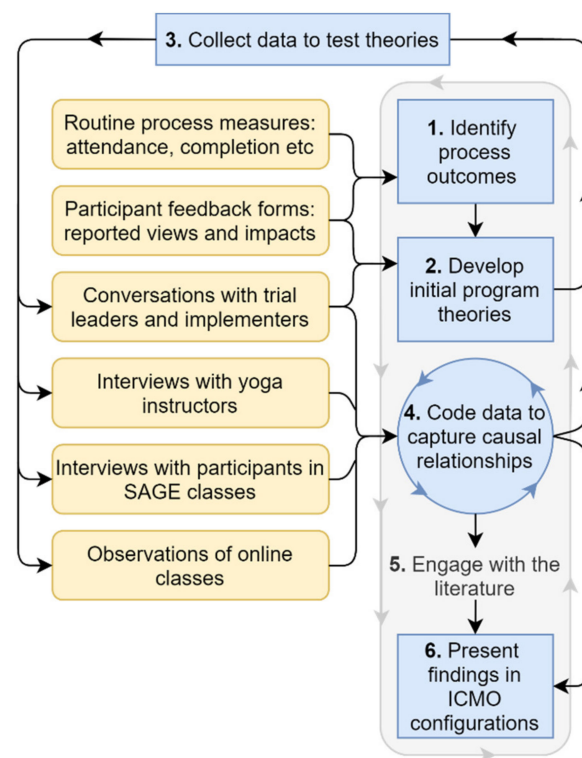 3. Collect data to test theories
Routine process measures:
attendance, completion etc
Participant feedback forms:
reported views and impacts
Conversations with trial
leaders and implementers
Interviews with yoga
instructors
Interviews with participants in
SAGE classes
Observations of online
classes
1. Identify
process
outcomes
2. Develop
initial program
theories
4. Code data to
capture causal
relationships
5. Engage with the
literature
6. Present
findings in
ICMO
configurations